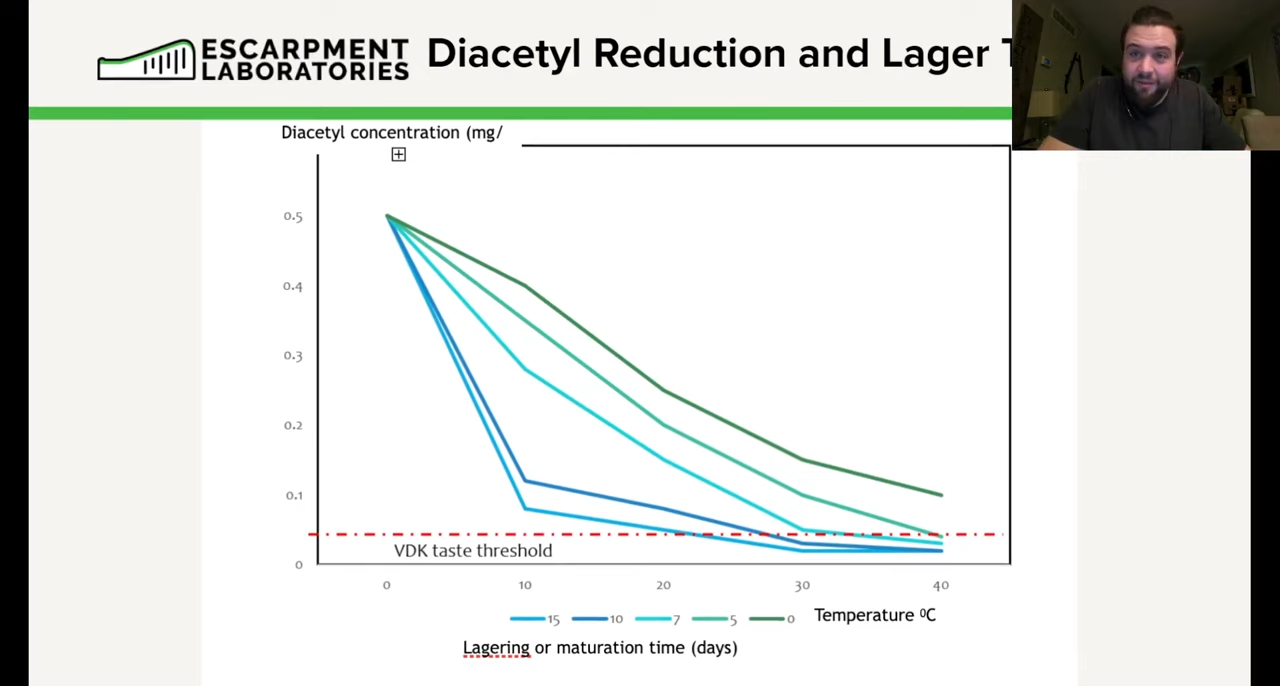 ESCARPMENT
LABORATORIES
Diacetyl Reduction and Lager
Diacetyl concentration (mg/
0.5
0.4
0.3
0.2
0.1
0
VDK taste threshold
0 10 20 30 40
15 10 7 5 0 Temperature ⁰C
Lagering or maturation time (days)